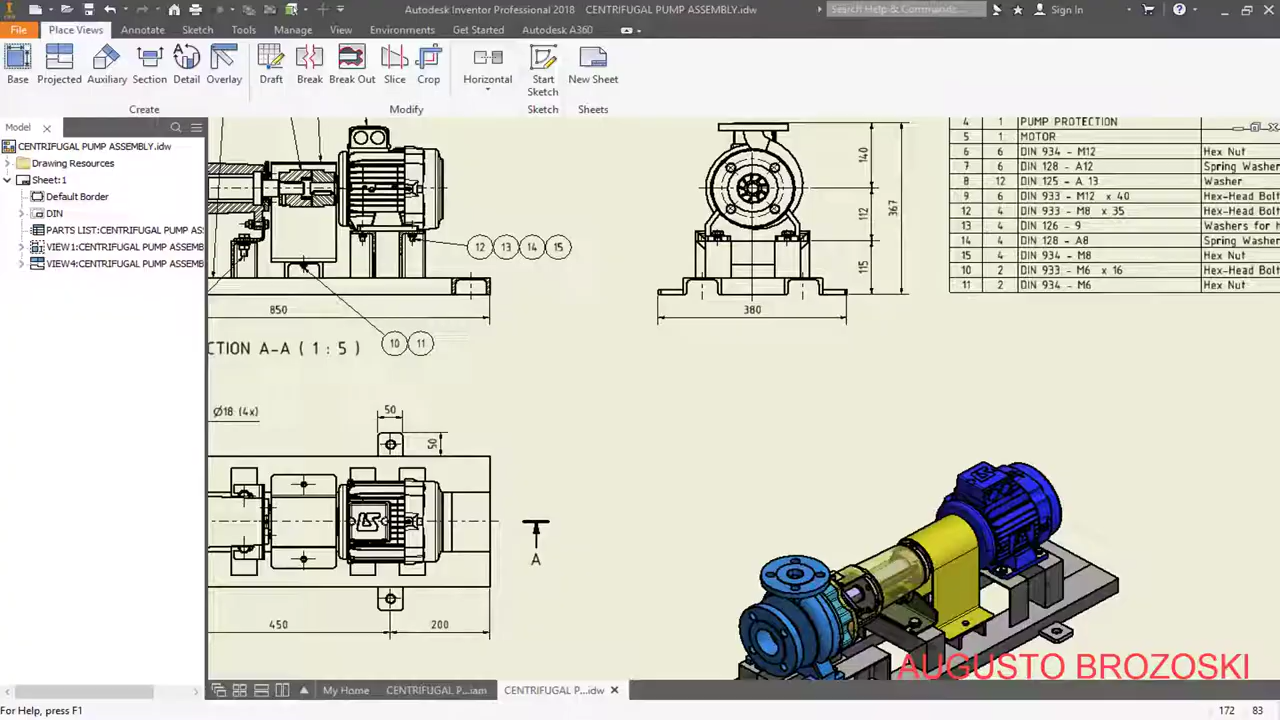 Autodesk Inventor Professional 2018 CENTRIFUGAL PUMP ASSEMBLY.idw
Search Help & Commands...
Sign In
File Place Views Annotate Sketch Tools Manage View Environments Get Started Autodesk A360
Base Projected Auxiliary Section Detail Overlay Draft Break Break Out Slice Crop Horizontal Start Sketch New Sheet
Create Modify Sketch Sheets
Model
CENTRIFUGAL PUMP ASSEMBLY.idw
Drawing Resources
Sheet:1
Default Border
DIN
PARTS LIST:CENTRIFUGAL PUMP ASSEMB
VIEW1:CENTRIFUGAL PUMP ASSEMB
VIEW4:CENTRIFUGAL PUMP ASSEMB
12 13 14 15
850
10 11
CTION A-A ( 1 : 5 )
140
112
115
367
380
4 1 PUMP PROTECTION
5 1 MOTOR
6 6 DIN 934 - M12 Hex Nut
7 6 DIN 128 - A12 Spring Washer
8 12 DIN 125 - A 13 Washer
9 6 DIN 933 - M12 x 40 Hex-Head Bolt
12 4 DIN 933 - M8 x 35 Hex-Head Bolt
13 4 DIN 126 - 9 Washers for h
14 4 DIN 128 - A8 Spring Washer
15 4 DIN 934 - M8 Hex Nut
10 2 DIN 933 - M6 x 16 Hex-Head Bolt
11 2 DIN 934 - M6 Hex Nut
Ø18 (4x)
50
50
A
450
200
AUGUSTO BROZOSKI
My Home CENTRIFUGAL P...iam CENTRIFUGAL P...idw
For Help, press F1
172 83